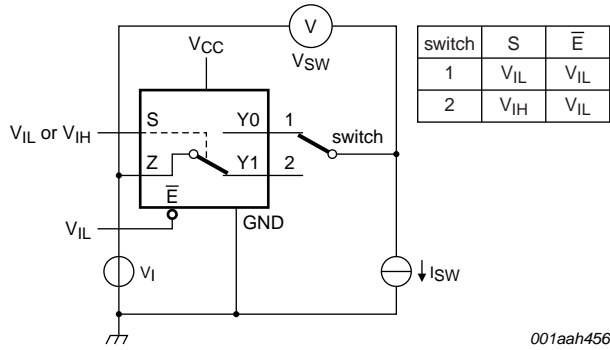 V
VSW
VCC
switch S E̅
1 VIL VIL
2 VIH VIL
VIL or VIH
S Y0 1
switch
Z Y1 2
E̅
VIL
GND
VI
ISW
001aah456